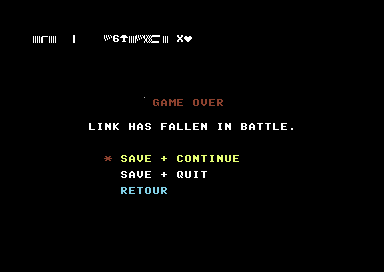 GAME OVER
LINK HAS FALLEN IN BATTLE.
* SAVE + CONTINUE
SAVE + QUIT
RETOUR